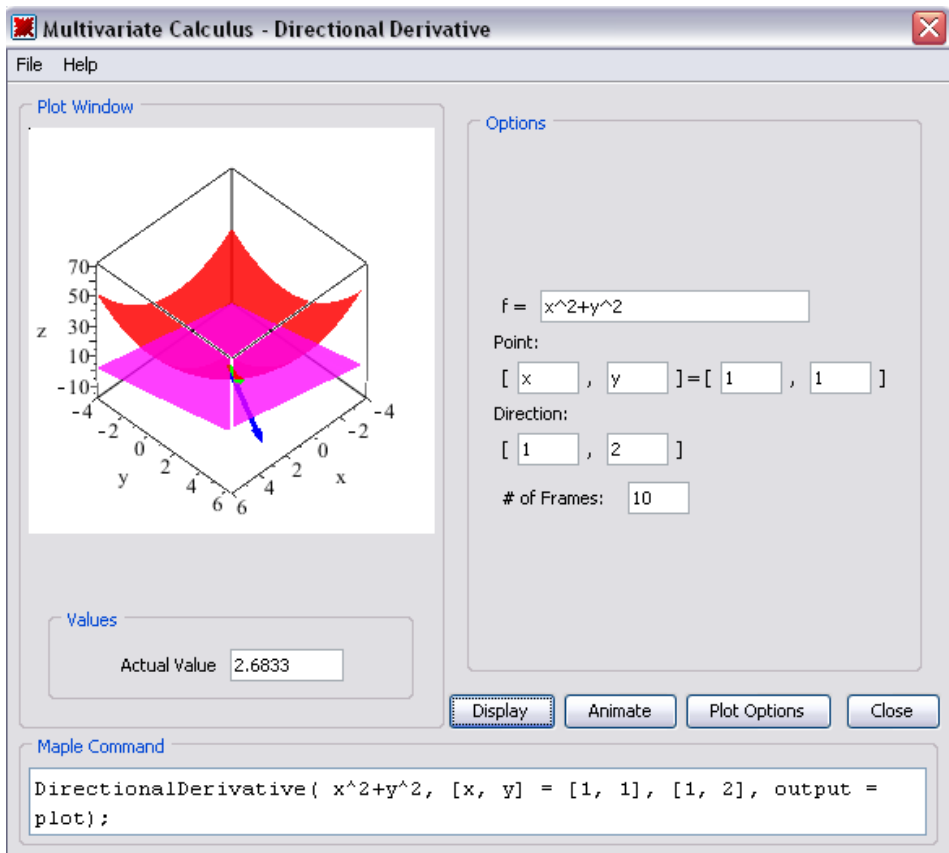 Multivariate Calculus - Directional Derivative
File Help
Plot Window
70
50
30
10
-10
z
-4
-2
0
2
4
6
y
6
4
2
0
-2
-4
x
Values
Actual Value 2.6833
Options
f = x^2+y^2
Point:
[ x , y ]=[ 1 , 1 ]
Direction:
[ 1 , 2 ]
# of Frames: 10
Display Animate Plot Options Close
Maple Command
DirectionalDerivative( x^2+y^2, [x, y] = [1, 1], [1, 2], output =
plot);